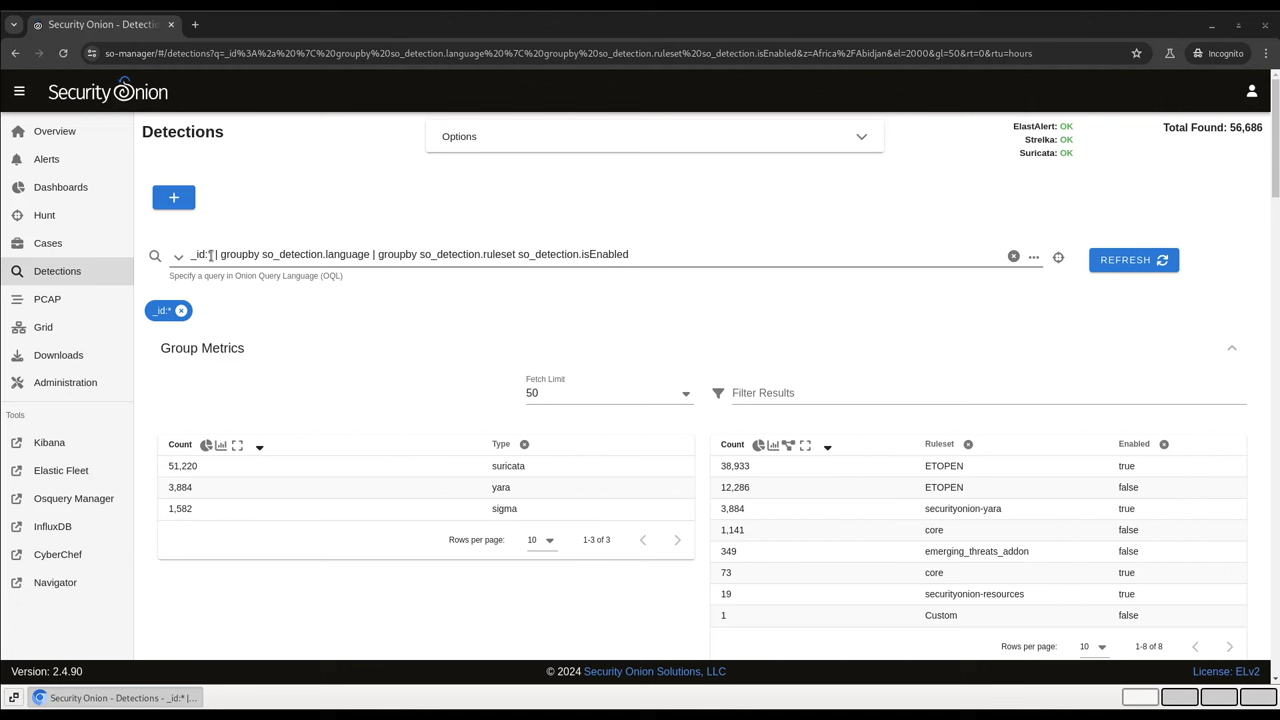 Security Onion - Detectio
so-manager/#/detections?q=_id%3A%2a%20%7C%20groupby%20so_detection.language%20%7C%20groupby%20so_detection.ruleset%20so_detection.isEnabled&z=Africa%2FAbidjan&el=2000&gl=50&rt=0&rtu=hours
Incognito
Security Onion
Overview
Alerts
Dashboards
Hunt
Cases
Detections
PCAP
Grid
Downloads
Administration
Tools
Kibana
Elastic Fleet
Osquery Manager
InfluxDB
CyberChef
Navigator
Detections
Options
ElastAlert: OK
Strelka: OK
Suricata: OK
Total Found: 56,686
+
_id:* | groupby so_detection.language | groupby so_detection.ruleset so_detection.isEnabled
Specify a query in Onion Query Language (OQL)
REFRESH
_id:*
Group Metrics
Fetch Limit
50
Filter Results
Count Type
51,220 suricata
3,884 yara
1,582 sigma
Rows per page: 10 1-3 of 3
Count Ruleset Enabled
38,933 ETOPEN true
12,286 ETOPEN false
3,884 securityonion-yara true
1,141 core false
349 emerging_threats_addon false
73 core true
19 securityonion-resources true
1 Custom false
Rows per page: 10 1-8 of 8
Version: 2.4.90
© 2024 Security Onion Solutions, LLC
License: ELv2
Security Onion - Detections - _id:* |...